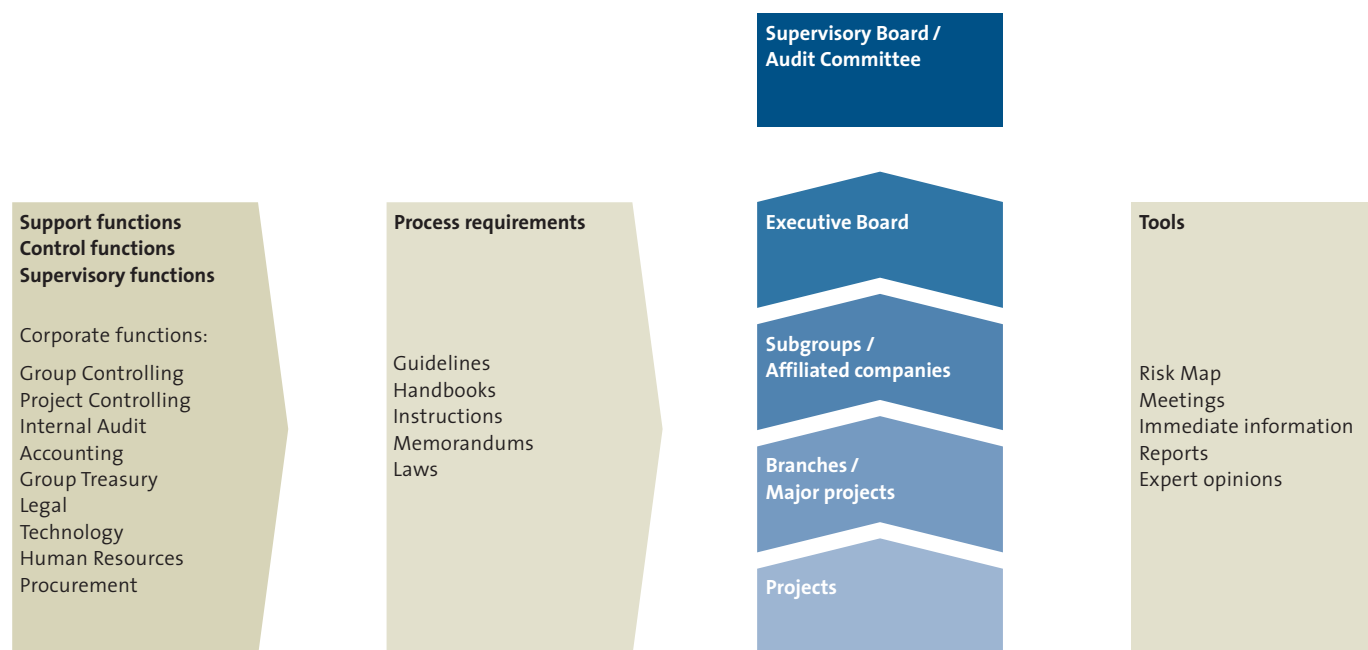 Supervisory Board /
Audit Committee
Support functions
Control functions
Supervisory functions
Corporate functions:
Group Controlling
Project Controlling
Internal Audit
Accounting
Group Treasury
Legal
Technology
Human Resources
Procurement
Process requirements
Guidelines
Handbooks
Instructions
Memorandums
Laws
Executive Board
Subgroups /
Affiliated companies
Branches /
Major projects
Projects
Tools
Risk Map
Meetings
Immediate information
Reports
Expert opinions